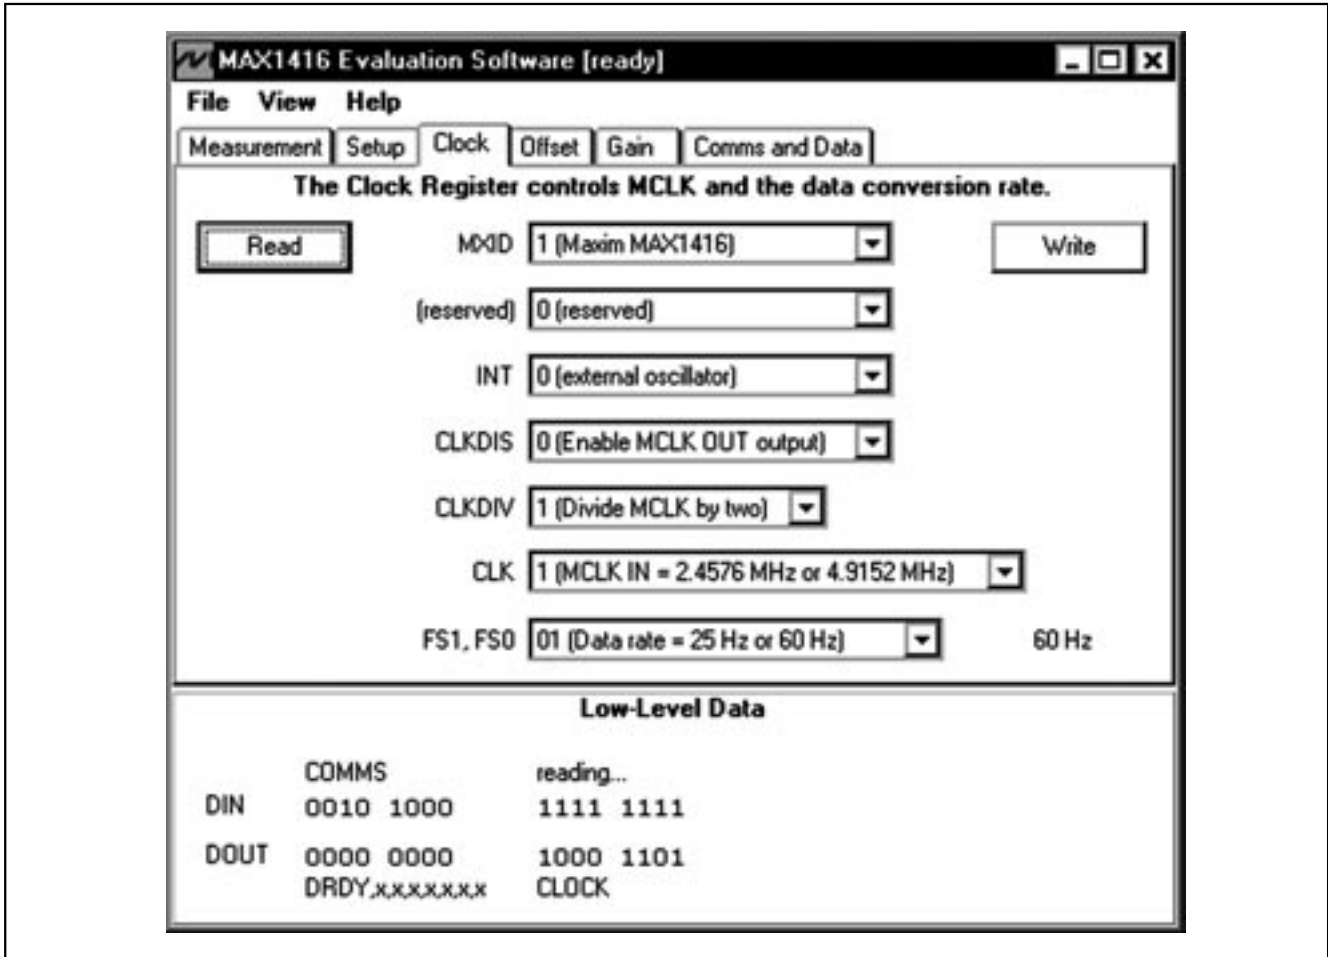 MAX1416 Evaluation Software [ready]
File View Help
Measurement Setup Clock Offset Gain Comms and Data
The Clock Register controls MCLK and the data conversion rate.
Read MXID 1 (Maxim MAX1416) Write
(reserved) 0 (reserved)
INT 0 (external oscillator)
CLKDIS 0 (Enable MCLK OUT output)
CLKDIV 1 (Divide MCLK by two)
CLK 1 (MCLK IN = 2.4576 MHz or 4.9152 MHz)
FS1, FS0 01 (Data rate = 25 Hz or 60 Hz) 60 Hz
Low-Level Data
COMMS reading...
DIN 0010 1000 1111 1111
DOUT 0000 0000 1000 1101
DRDY,x,x,x,x,x,x,x CLOCK